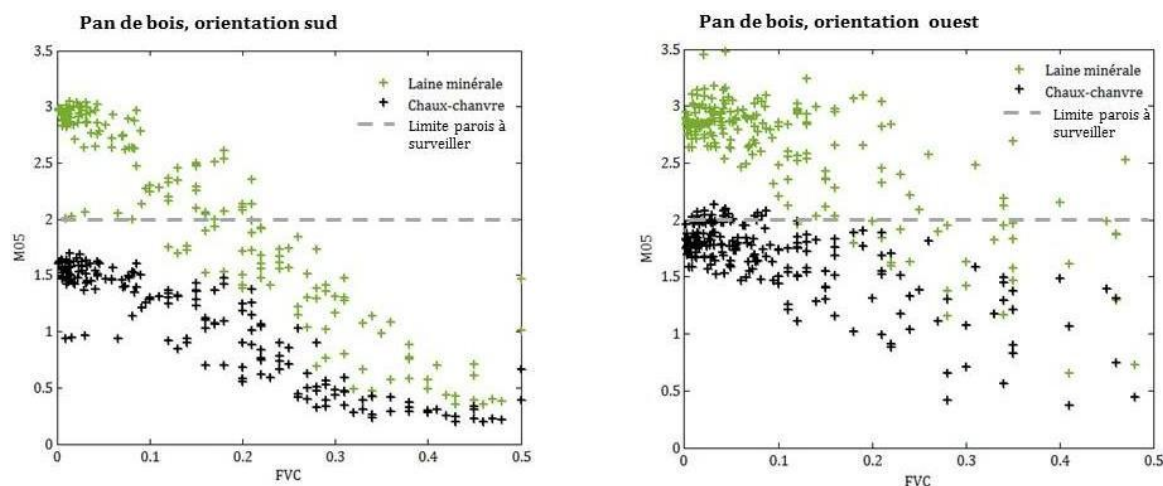 Pan de bois, orientation sud
3.5
3
2.5
2
1.5
1
0.5
0
M05
Laine minérale
Chaux-chanvre
Limite parois à
surveiller
0
0.1
0.2
0.3
0.4
0.5
FVC
Pan de bois, orientation ouest
3.5
3
2.5
2
1.5
1
0.5
0
M05
Laine minérale
Chaux-chanvre
Limite parois à
surveiller
0
0.1
0.2
0.3
0.4
0.5
FVC